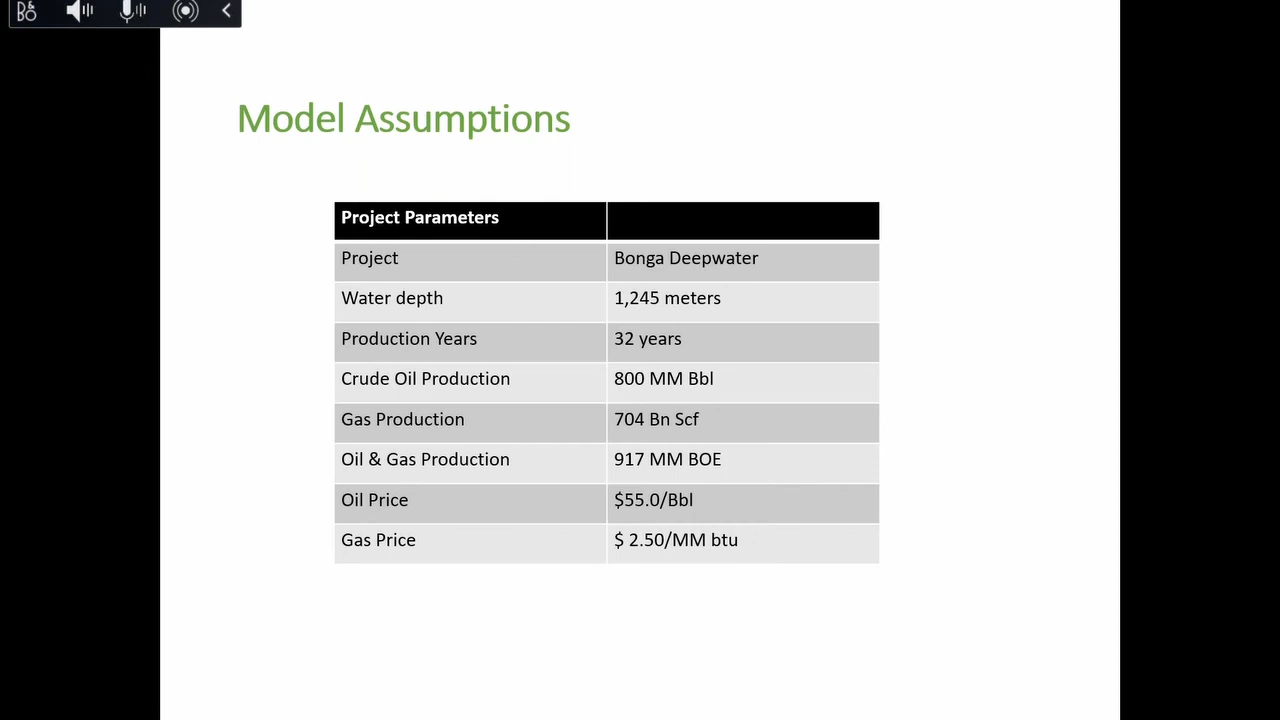 B&O
Model Assumptions
Project Parameters
Project Bonga Deepwater
Water depth 1,245 meters
Production Years 32 years
Crude Oil Production 800 MM Bbl
Gas Production 704 Bn Scf
Oil & Gas Production 917 MM BOE
Oil Price $55.0/Bbl
Gas Price $ 2.50/MM btu